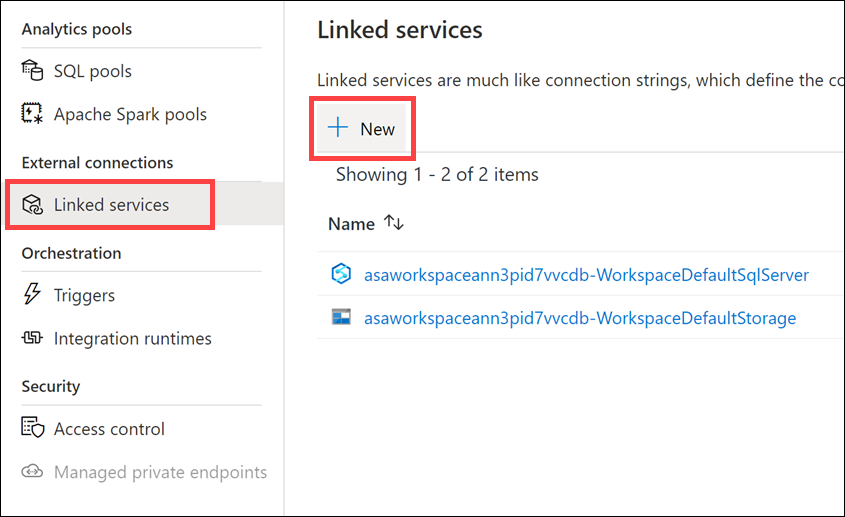 Analytics pools
SQL pools
Apache Spark pools
External connections
Linked services
Orchestration
Triggers
Integration runtimes
Security
Access control
Managed private endpoints
Linked services
Linked services are much like connection strings, which define the co
New
Showing 1 - 2 of 2 items
Name
asaworkspaceann3pid7vvcdb-WorkspaceDefaultSqlServer
asaworkspaceann3pid7vvcdb-WorkspaceDefaultStorage